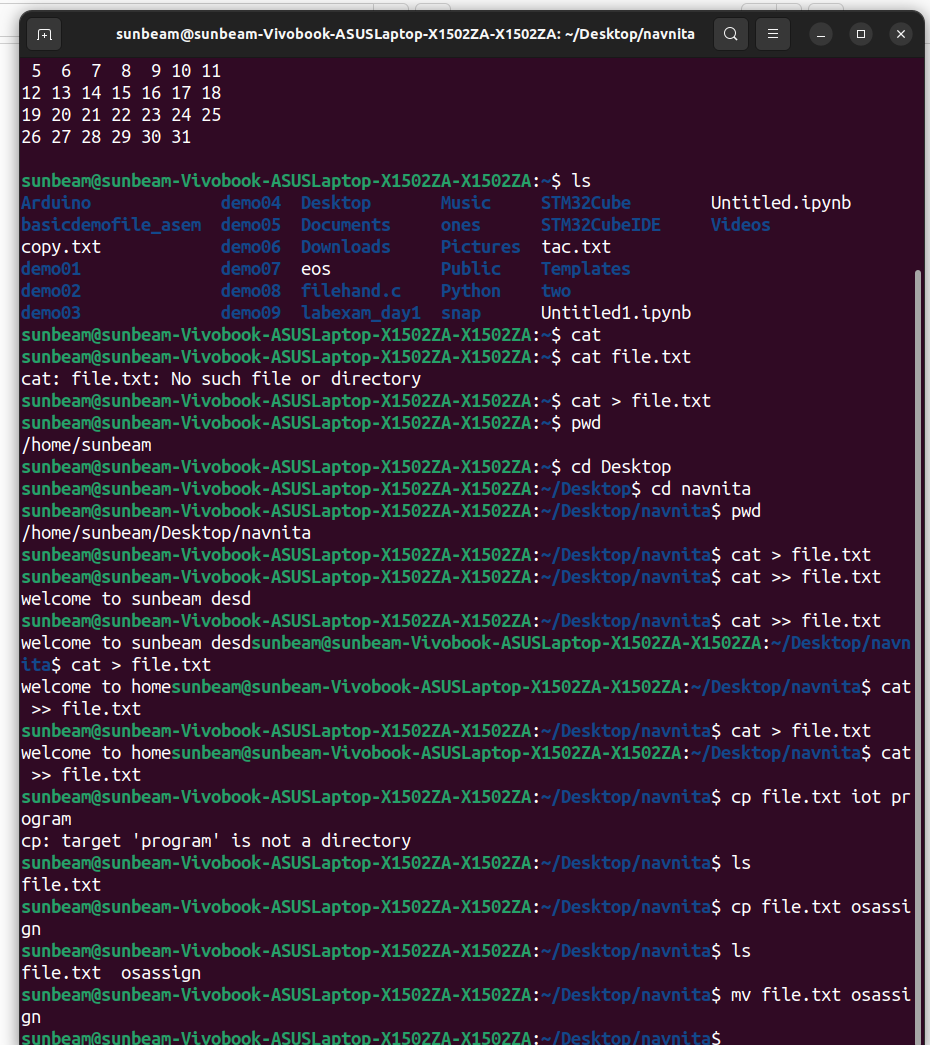 sunbeam@sunbeam-Vivobook-ASUSLaptop-X1502ZA-X1502ZA: ~/Desktop/navnita
 5  6  7  8  9 10 11
12 13 14 15 16 17 18
19 20 21 22 23 24 25
26 27 28 29 30 31
sunbeam@sunbeam-Vivobook-ASUSLaptop-X1502ZA-X1502ZA:~$ ls
Arduino             demo04  Desktop       Music     STM32Cube       Untitled.ipynb
basicdemofile_asem  demo05  Documents     ones      STM32CubeIDE    Videos
copy.txt            demo06  Downloads     Pictures  tac.txt
demo01              demo07  eos           Public    Templates
demo02              demo08  filehand.c    Python    two
demo03              demo09  labexam_day1  snap      Untitled1.ipynb
sunbeam@sunbeam-Vivobook-ASUSLaptop-X1502ZA-X1502ZA:~$ cat
sunbeam@sunbeam-Vivobook-ASUSLaptop-X1502ZA-X1502ZA:~$ cat file.txt
cat: file.txt: No such file or directory
sunbeam@sunbeam-Vivobook-ASUSLaptop-X1502ZA-X1502ZA:~$ cat > file.txt
sunbeam@sunbeam-Vivobook-ASUSLaptop-X1502ZA-X1502ZA:~$ pwd
/home/sunbeam
sunbeam@sunbeam-Vivobook-ASUSLaptop-X1502ZA-X1502ZA:~$ cd Desktop
sunbeam@sunbeam-Vivobook-ASUSLaptop-X1502ZA-X1502ZA:~/Desktop$ cd navnita
sunbeam@sunbeam-Vivobook-ASUSLaptop-X1502ZA-X1502ZA:~/Desktop/navnita$ pwd
/home/sunbeam/Desktop/navnita
sunbeam@sunbeam-Vivobook-ASUSLaptop-X1502ZA-X1502ZA:~/Desktop/navnita$ cat > file.txt
sunbeam@sunbeam-Vivobook-ASUSLaptop-X1502ZA-X1502ZA:~/Desktop/navnita$ cat >> file.txt
welcome to sunbeam desd
sunbeam@sunbeam-Vivobook-ASUSLaptop-X1502ZA-X1502ZA:~/Desktop/navnita$ cat >> file.txt
welcome to sunbeam desdsunbeam@sunbeam-Vivobook-ASUSLaptop-X1502ZA-X1502ZA:~/Desktop/navn
ita$ cat > file.txt
welcome to homesunbeam@sunbeam-Vivobook-ASUSLaptop-X1502ZA-X1502ZA:~/Desktop/navnita$ cat
 >> file.txt
sunbeam@sunbeam-Vivobook-ASUSLaptop-X1502ZA-X1502ZA:~/Desktop/navnita$ cat > file.txt
welcome to homesunbeam@sunbeam-Vivobook-ASUSLaptop-X1502ZA-X1502ZA:~/Desktop/navnita$ cat
 >> file.txt
sunbeam@sunbeam-Vivobook-ASUSLaptop-X1502ZA-X1502ZA:~/Desktop/navnita$ cp file.txt iot pr
ogram
cp: target 'program' is not a directory
sunbeam@sunbeam-Vivobook-ASUSLaptop-X1502ZA-X1502ZA:~/Desktop/navnita$ ls
file.txt
sunbeam@sunbeam-Vivobook-ASUSLaptop-X1502ZA-X1502ZA:~/Desktop/navnita$ cp file.txt osassi
gn
sunbeam@sunbeam-Vivobook-ASUSLaptop-X1502ZA-X1502ZA:~/Desktop/navnita$ ls
file.txt  osassign
sunbeam@sunbeam-Vivobook-ASUSLaptop-X1502ZA-X1502ZA:~/Desktop/navnita$ mv file.txt osassi
gn
sunbeam@sunbeam-Vivobook-ASUSLaptop-X1502ZA-X1502ZA:~/Desktop/navnita$